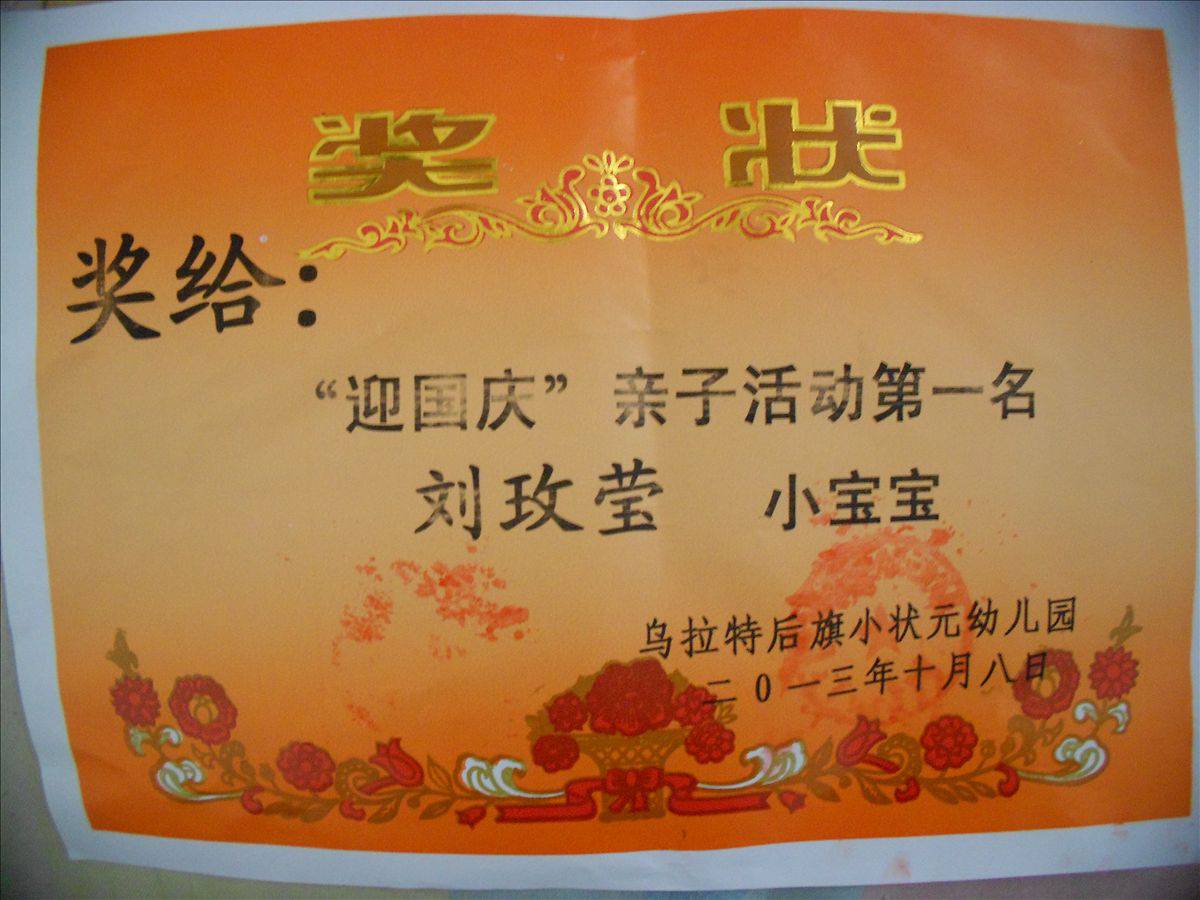 奖 状
奖给：
“迎国庆” 亲子活动第一名
刘玫莹 小宝宝
乌拉特后旗小状元幼儿园
二0一三年十月八日